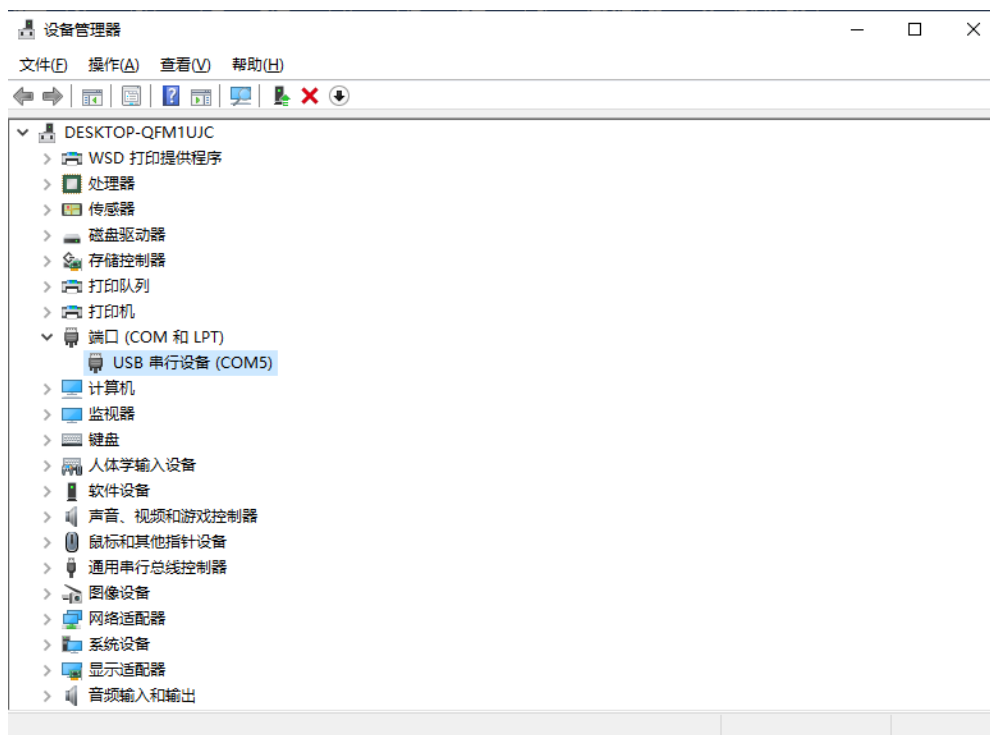 设备管理器
文件(F) 操作(A) 查看(V) 帮助(H)
DESKTOP-QFM1UJC
WSD 打印提供程序
处理器
传感器
磁盘驱动器
存储控制器
打印队列
打印机
端口 (COM 和 LPT)
USB 串行设备 (COM5)
计算机
监视器
键盘
人体学输入设备
软件设备
声音、视频和游戏控制器
鼠标和其他指针设备
通用串行总线控制器
图像设备
网络适配器
系统设备
显示适配器
音频输入和输出